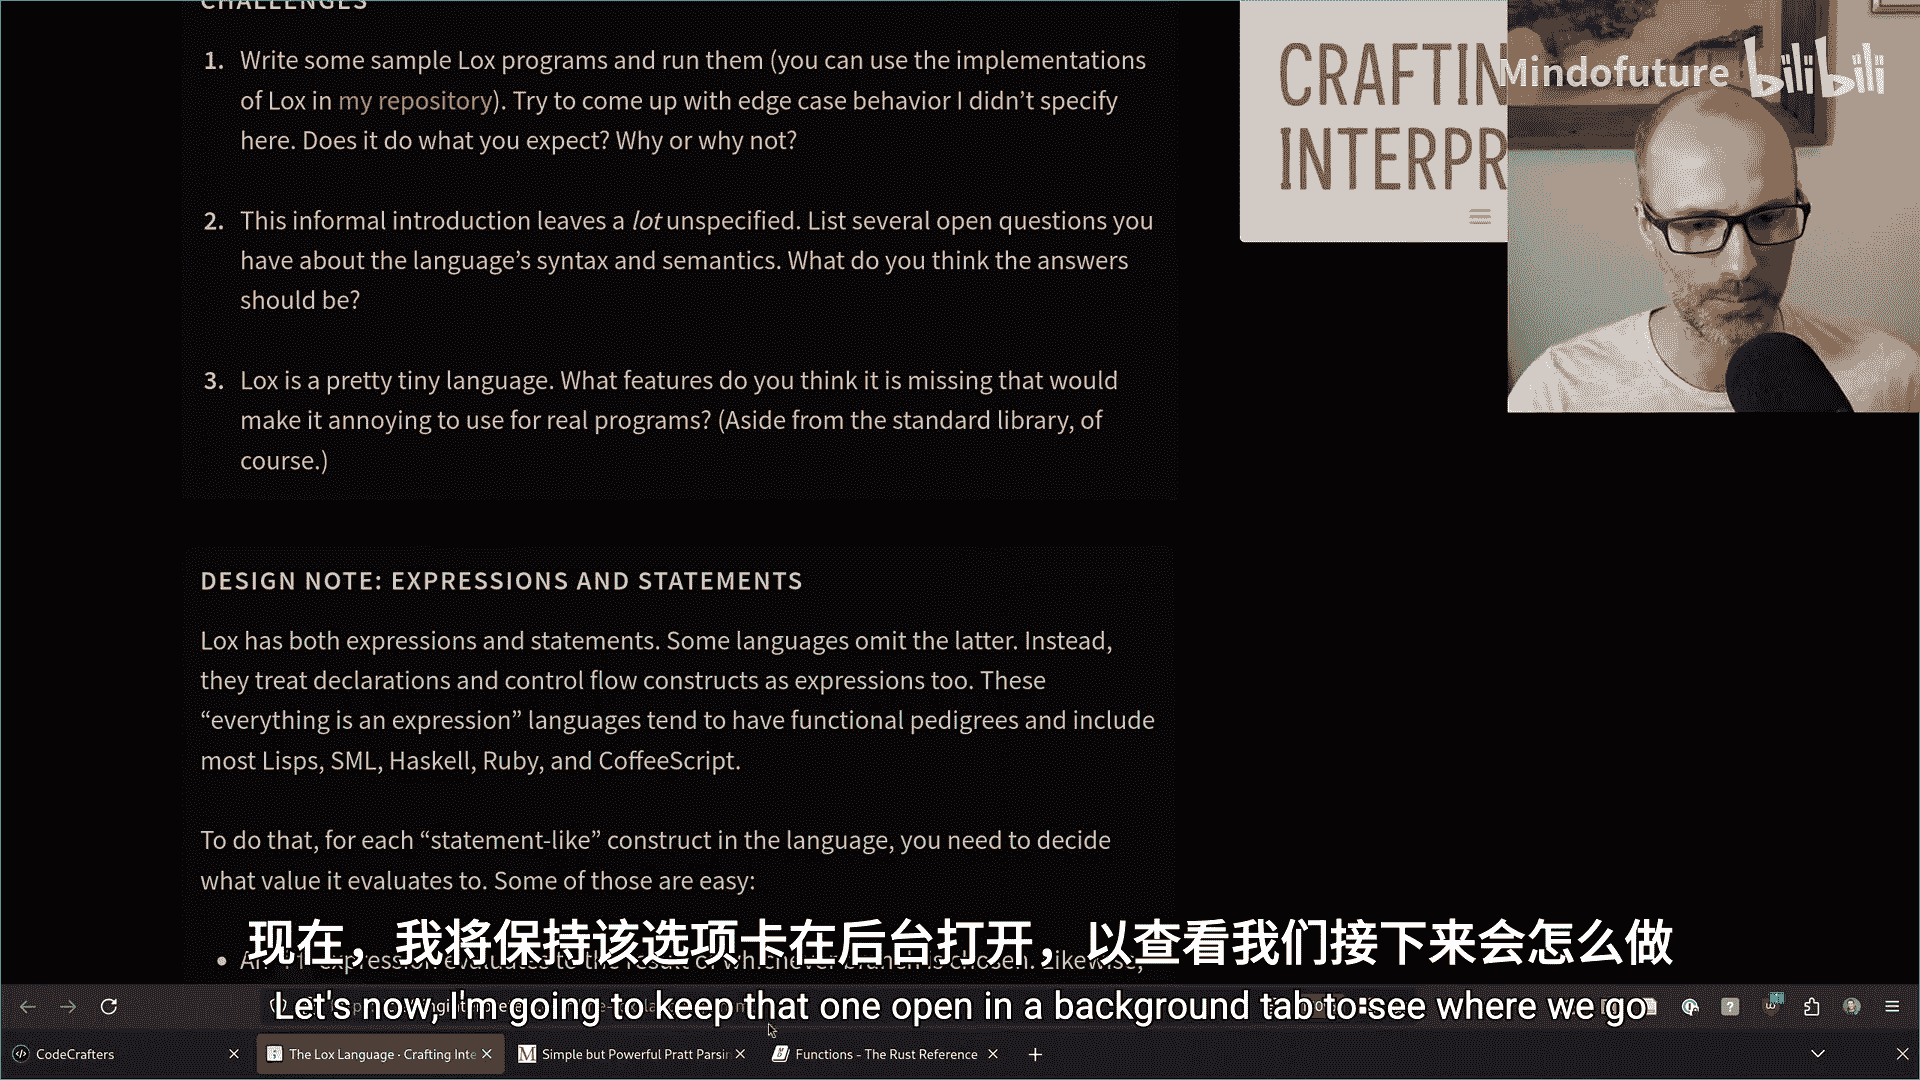 CHALLENGES
1. Write some sample Lox programs and run them (you can use the implementations
of Lox in my repository). Try to come up with edge case behavior I didn’t specify
here. Does it do what you expect? Why or why not?
2. This informal introduction leaves a lot unspecified. List several open questions you
have about the language’s syntax and semantics. What do you think the answers
should be?
3. Lox is a pretty tiny language. What features do you think it is missing that would
make it annoying to use for real programs? (Aside from the standard library, of
course.)
CRAFTIN
INTERPR
Mindofuture bilibili
DESIGN NOTE: EXPRESSIONS AND STATEMENTS
Lox has both expressions and statements. Some languages omit the latter. Instead,
they treat declarations and control flow constructs as expressions too. These
“everything is an expression” languages tend to have functional pedigrees and include
most Lisps, SML, Haskell, Ruby, and CoffeeScript.
To do that, for each “statement-like” construct in the language, you need to decide
what value it evaluates to. Some of those are easy:
expression evaluates to the result of whichever branch is chosen. Likewise,
现在，我将保持该选项卡在后台打开，以查看我们接下来会怎么做
Let's now, I'm going to keep that one open in a background tab to see where we go
CodeCrafters
The Lox Language · Crafting Inte
Simple but Powerful Pratt Parsin
Functions - The Rust Reference